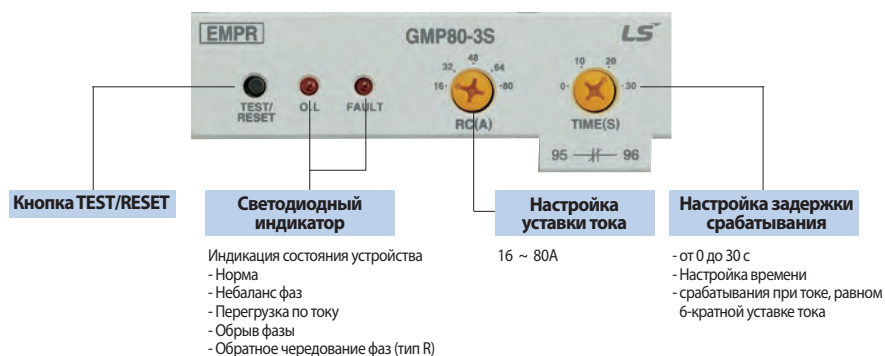 EMPR
GMP80-3S
LS
16-
32
48
64
-80
0-
10
20
-30
TEST/
RESET
OLL
FAULT
RC(A)
TIME(S)
95
96
Кнопка TEST/RESET
Светодиодный
индикатор
Индикация состояния устройства
- Норма
- Небаланс фаз
- Перегрузка по току
- Обрыв фазы
- Обратное чередование фаз (тип R)
Настройка
уставки тока
16 ~ 80A
Настройка задержки
срабатывания
- от 0 до 30 с
- Настройка времени
- срабатывания при токе, равном
6-кратной уставке тока